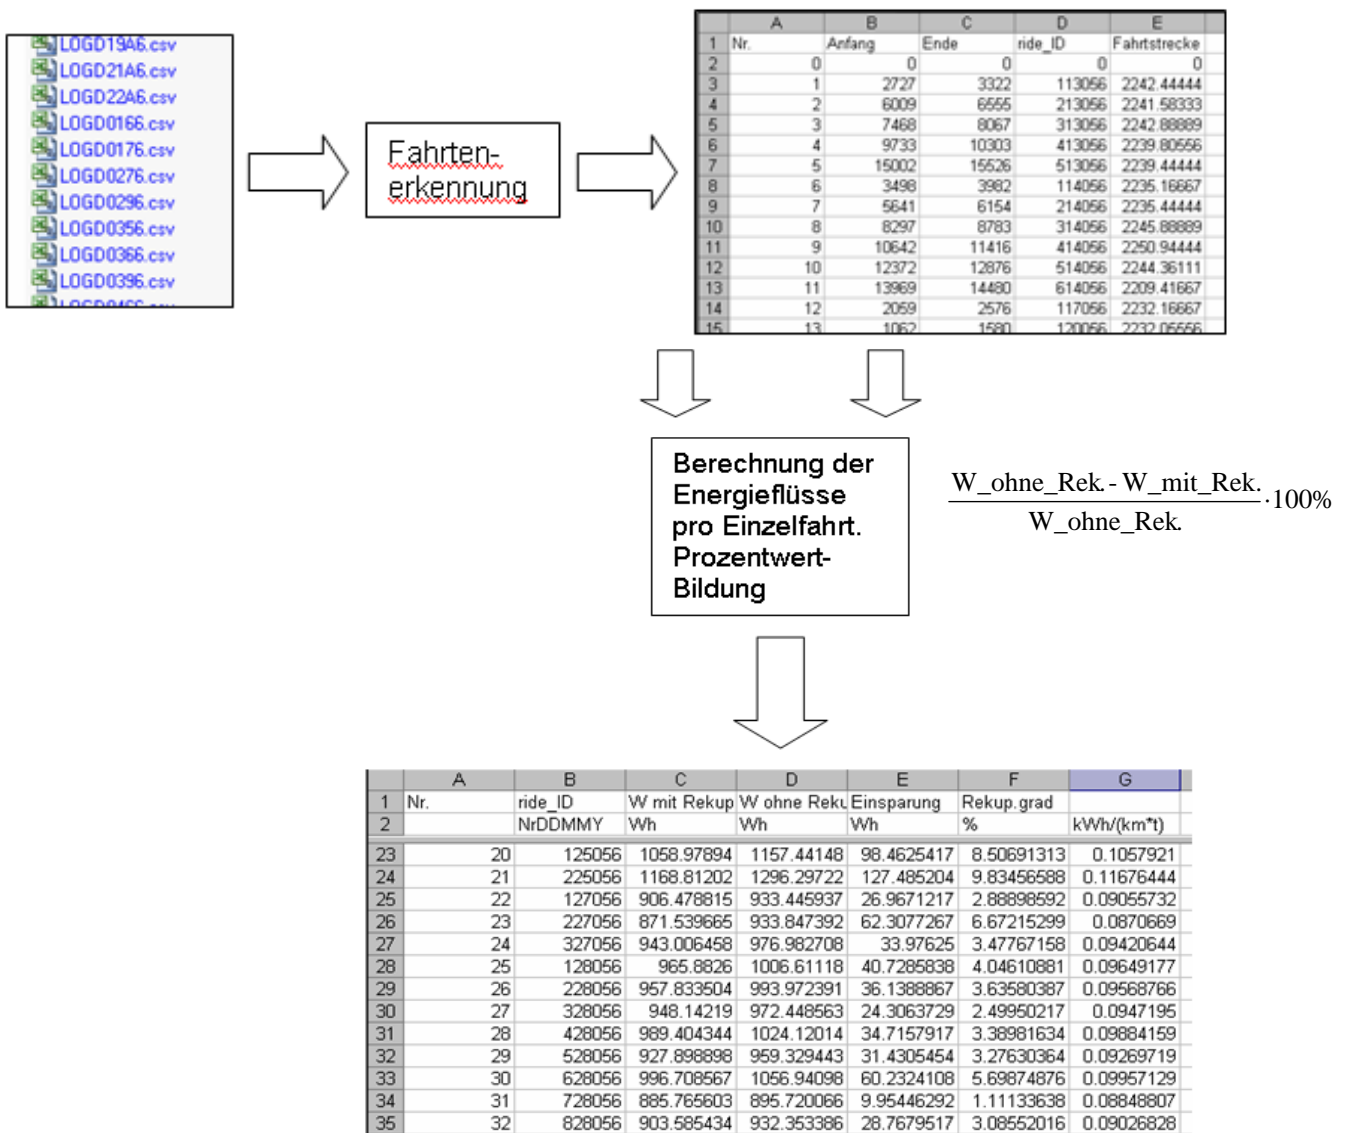 LOGD19A6.csv
LOGD21A6.csv
LOGD22A6.csv
LOGD0166.csv
LOGD0176.csv
LOGD0276.csv
LOGD0296.csv
LOGD0356.csv
LOGD0366.csv
LOGD0396.csv
Fahrten-
erkennung
A B C D E
1 Nr. Anfang Ende ride_ID Fahrtstrecke
2 0 0 0 0 0
3 1 2727 3322 113056 2242.44444
4 2 6009 6555 213056 2241.58333
5 3 7468 8067 313056 2242.88889
6 4 9733 10303 413056 2239.80556
7 5 15002 15526 513056 2239.44444
8 6 3498 3982 114056 2235.16667
9 7 5641 6154 214056 2235.44444
10 8 8297 8783 314056 2245.88889
11 9 10642 11416 414056 2250.94444
12 10 12372 12876 514056 2244.36111
13 11 13969 14480 614056 2209.41667
14 12 2059 2576 117056 2232.16667
15 13 1062 1580 120056 2232.05556
Berechnung der
Energieflüsse
pro Einzelfahrt.
Prozentwert-
Bildung
W_ohne_Rek. - W_mit_Rek.
W_ohne_Rek.
·100%
A B C D E F G
1 Nr. ride_ID W mit Rekup W ohne Reku Einsparung Rekup.grad
2 NrDDMMY Wh Wh Wh % kWh/(km*t)
23 20 125056 1058.97894 1157.44148 98.4625417 8.50691313 0.1057921
24 21 225056 1168.81202 1296.29722 127.485204 9.83456588 0.11676444
25 22 127056 906.478815 933.445937 26.9671217 2.88898592 0.09055732
26 23 227056 871.539665 933.847392 62.3077267 6.67215299 0.0870669
27 24 327056 943.006458 976.982708 33.97625 3.47767158 0.09420644
28 25 128056 965.8826 1006.61118 40.7285838 4.04610881 0.09649177
29 26 228056 957.833504 993.972391 36.1388867 3.63580387 0.09568766
30 27 328056 948.14219 972.448563 24.3063729 2.49950217 0.0947195
31 28 428056 989.404344 1024.12014 34.7157917 3.38981634 0.09884159
32 29 528056 927.898898 959.329443 31.4305454 3.27630364 0.09269719
33 30 628056 996.708567 1056.94098 60.2324108 5.69874876 0.09957129
34 31 728056 885.765603 895.720066 9.95446292 1.11133638 0.08848807
35 32 828056 903.585434 932.353386 28.7679517 3.08552016 0.09026828